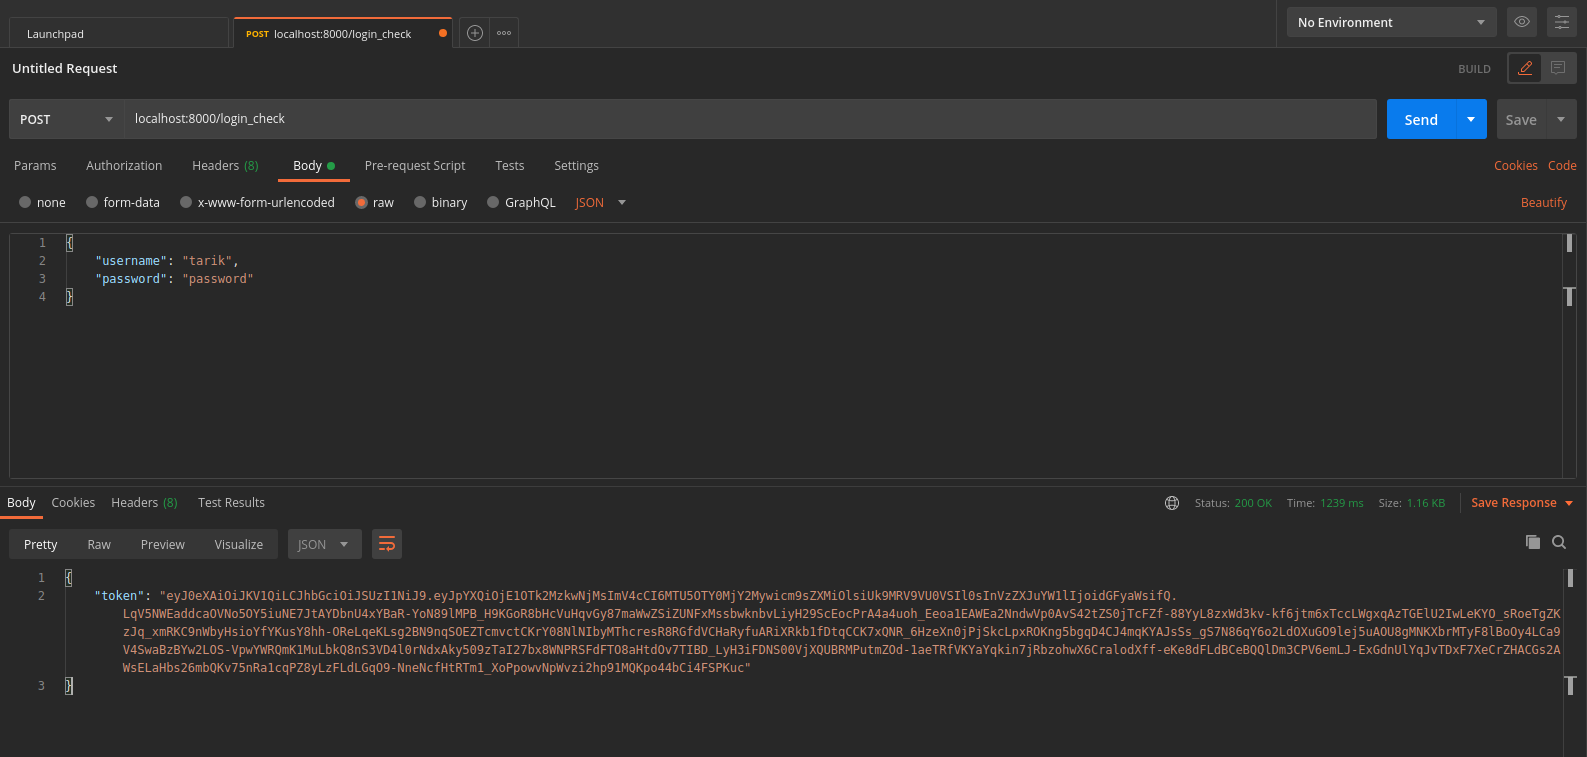 Launchpad
POST localhost:8000/login_check
No Environment
Untitled Request
BUILD
POST
localhost:8000/login_check
Send
Save
Params Authorization Headers (8) Body Pre-request Script Tests Settings
Cookies Code
none form-data x-www-form-urlencoded raw binary GraphQL JSON
Beautify
1 {
2 "username": "tarik",
3 "password": "password"
4 }
Body Cookies Headers (8) Test Results
Status: 200 OK Time: 1239 ms Size: 1.16 KB Save Response
Pretty Raw Preview Visualize JSON
1 {
2 "token": "eyJ0eXAiOiJKV1QiLCJhbGciOiJSUzI1NiJ9.eyJpYXQiOjE1OTk2MzkwNjMsImV4cCI6MTU5OTY0MjY2Mywicm9sZXMiOlsiUk9MRV9VU0VSIl0sInVzZXJuYW1lIjoidGFyaWsifQ.
LqV5NWEaddcaOVNo5OY5iuNE7JtAYDbnU4xYBaR-YoN89lMPB_H9KGoR8bHcVuHqvGy87maWwZSiZUNFxMssbwknbvLiyH29ScEocPrA4a4uoh_Eeoa1EAWEa2NndwVp0AvS42tZS0jTcFZf-88YyL8zxWd3kv-kf6jtm6xTccLWgxqAzTGElU2IwLeKYO_sRoeTgZK
zJq_xmRKC9nWbyHsioYfYKusY8hh-OReLqeKLsg2BN9nqSOEZTcmvctCKrY08NlNIbyMThcresR8RGfdVCHaRyfuARiXRkb1fDtqCCK7xQNR_6HzeXn0jPjSkcLpxROKng5bgqD4CJ4mqKYAJsSs_gS7N86qY6o2LdOXuGO9lej5uAOU8gMNKXbrMTyF8lBoOy4LCa9
V4SwaBzBYw2LOS-VpwYWRQmK1MuLbkQ8nS3VD4l0rNdxAky509zTaI27bx8WNPRSFdFTO8aHtdOv7TIBD_LyH3iFDNS00VjXQUBRMPutmZOd-1aeTRfVKYaYqkin7jRbzohwX6CralodXff-eKe8dFLdBCeBQQlDm3CPV6emLJ-ExGdnUlYqJvTDxF7XeCrZHACGs2A
WsELaHbs26mbQKv75nRa1cqPZ8yLzFLdLGqO9-NneNcfHtRTm1_XoPpowvNpWvzi2hp91MQKpo44bCi4FSPKuc"
3 }